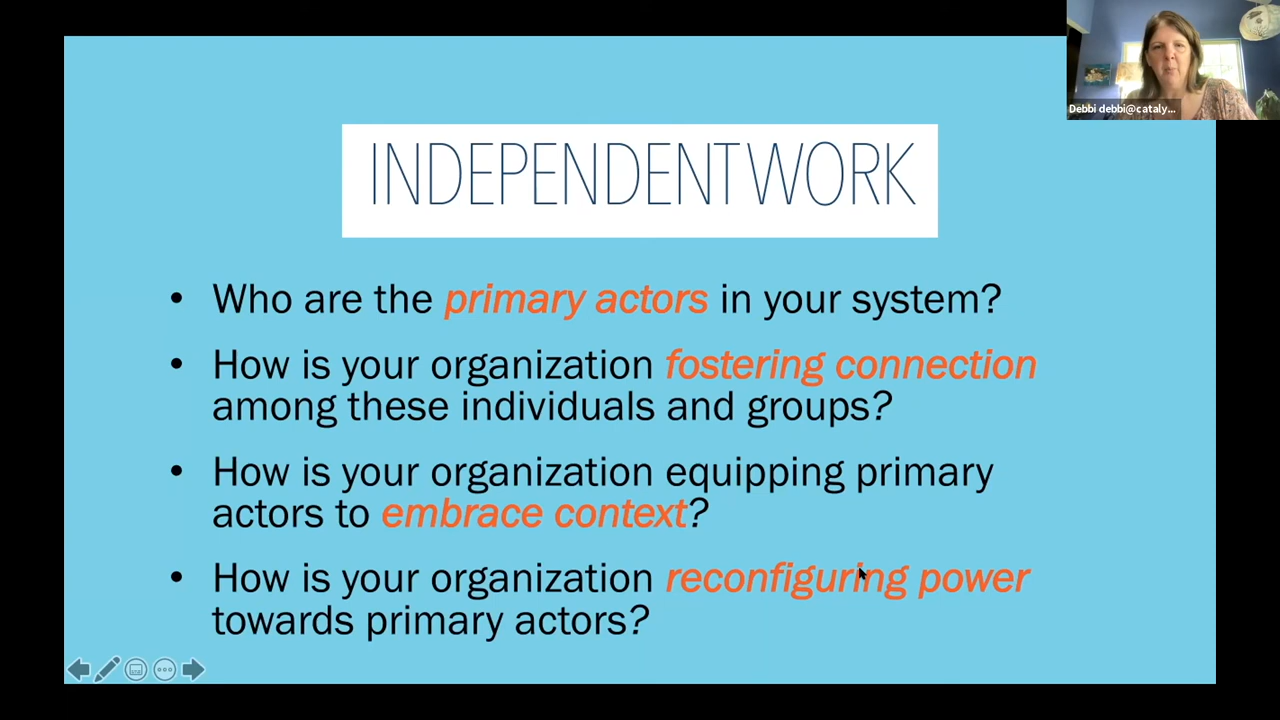 Debbi debbi@cataly...
INDEPENDENT WORK
• Who are the primary actors in your system?
• How is your organization fostering connection
among these individuals and groups?
• How is your organization equipping primary
actors to embrace context?
• How is your organization reconfiguring power
towards primary actors?